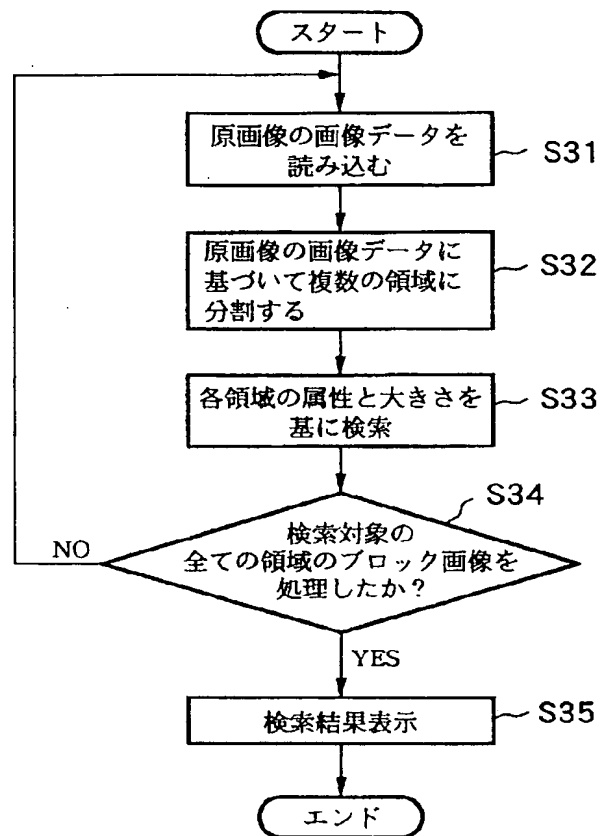 スタート
原画像の画像データを
読み込む
S31
原画像の画像データに
基づいて複数の領域に
分割する
S32
各領域の属性と大きさを
基に検索
S33
S34
検索対象の
全ての領域のブロック画像を
処理したか？
NO
YES
検索結果表示
S35
エンド